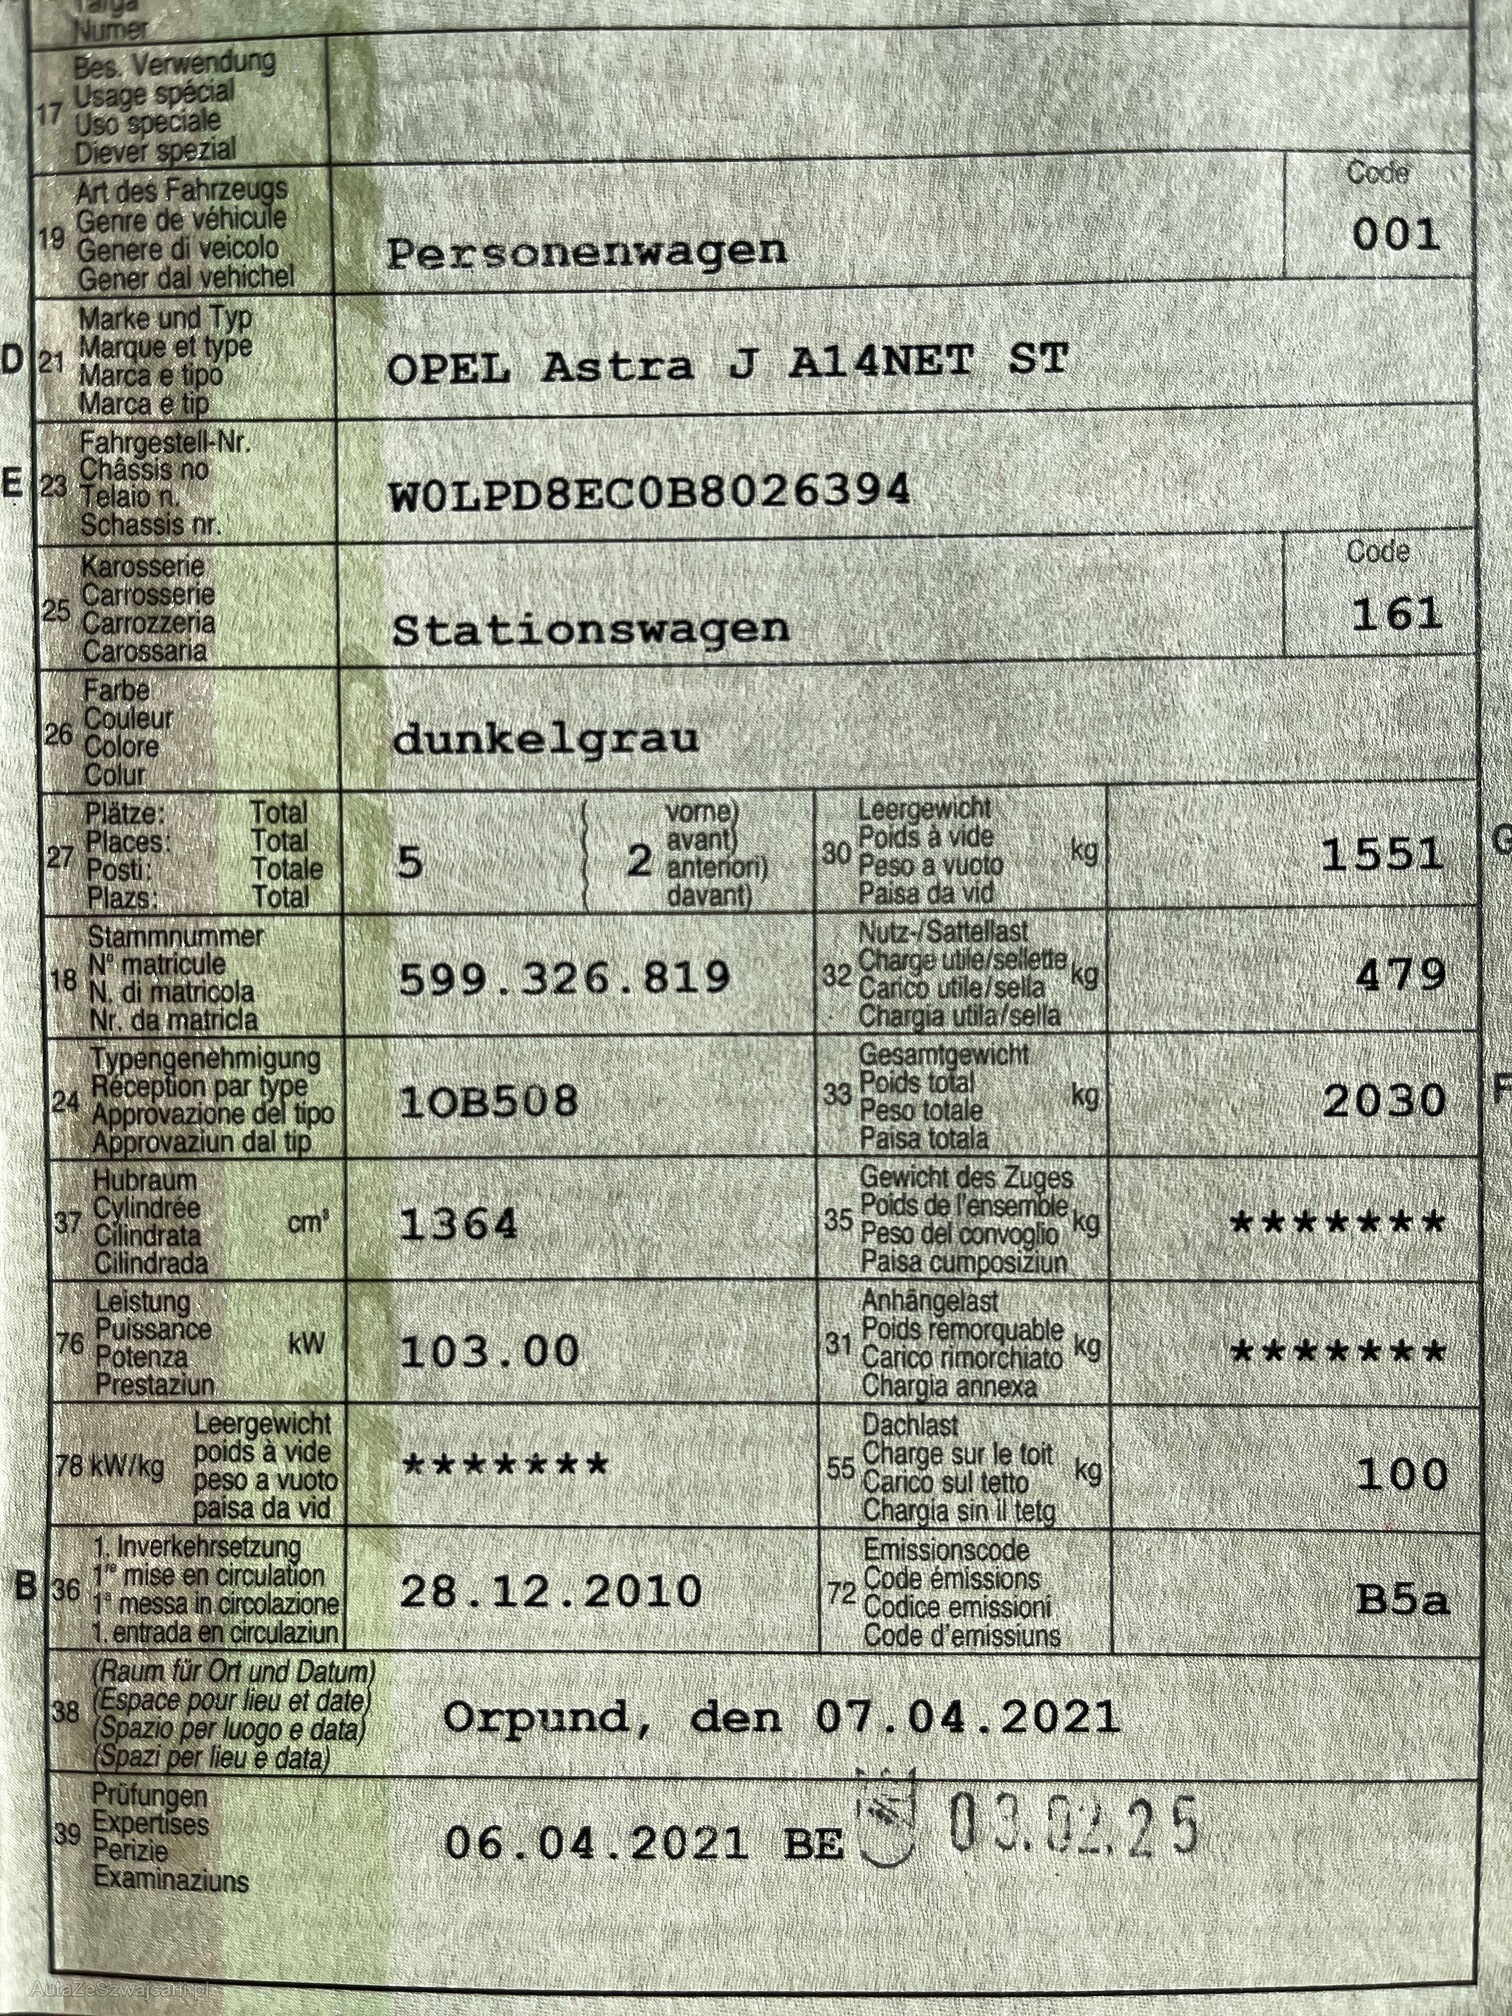 Targa
Numer
17 Bes. Verwendung
Usage spécial
Uso speciale
Diever spezial
19 Art des Fahrzeugs
Genre de véhicule
Genere di veicolo
Gener dal vehichel
Personenwagen
Code
001
D 21 Marke und Typ
Marque et type
Marca e tipo
Marca e tip
OPEL Astra J A14NET ST
E 23 Fahrgestell-Nr.
Châssis no
Telaio n.
Schassis nr.
W0LPD8EC0B8026394
25 Karosserie
Carrosserie
Carrozzeria
Carossaria
Stationswagen
Code
161
26 Farbe
Couleur
Colore
Colur
dunkelgrau
27 Plätze: Total
Places: Total
Posti: Totale
Plazs: Total
5 2 vorne)
avant)
anteriori)
davant)
30 Leergewicht
Poids à vide
Peso a vuoto
Paisa da vid
kg 1551 G
18 Stammnummer
N° matricule
N. di matricola
Nr. da matricla
599.326.819
32 Nutz-/Sattellast
Charge utile/sellette
Carico utile/sella
Chargia utila/sella
kg 479
24 Typengenehmigung
Réception par type
Approvazione del tipo
Approvaziun dal tip
1OB508
33 Gesamtgewicht
Poids total
Peso totale
Paisa totala
kg 2030 F
37 Hubraum
Cylindrée
Cilindrata
Cilindrada
cm³ 1364
35 Gewicht des Zuges
Poids de l'ensemble
Peso del convoglio
Paisa cumposiziun
kg *******
76 Leistung
Puissance
Potenza
Prestaziun
kW 103.00
31 Anhängelast
Poids remorquable
Carico rimorchiato
Chargia annexa
kg *******
78 kW/kg Leergewicht
poids à vide
peso a vuoto
paisa da vid
*******
55 Dachlast
Charge sur le toit
Carico sul tetto
Chargia sin il tetg
kg 100
B 36 1. Inverkehrsetzung
1re mise en circulation
1a messa in circolazione
1. entrada en circulaziun
28.12.2010
72 Emissionscode
Code émissions
Codice emissioni
Code d'emissiuns
B5a
38 (Raum für Ort und Datum)
(Espace pour lieu et date)
(Spazio per luogo e data)
(Spazi per lieu e data)
Orpund, den 07.04.2021
39 Prüfungen
Expertises
Perizie
Examinaziuns
06.04.2021 BE 03.02.25
AutaZeSzwajcarii.pl